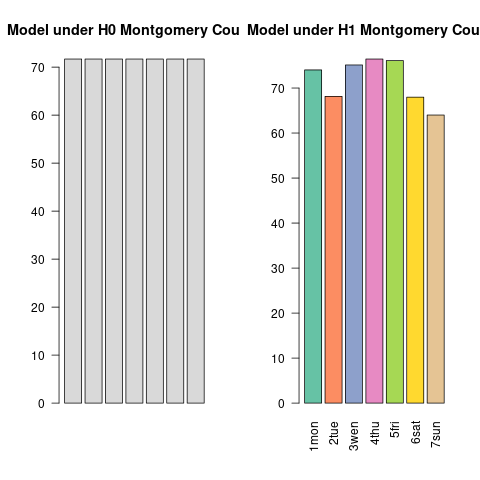 Model under H0 Montgomery Cou
Model under H1 Montgomery Cou
70
60
50
40
30
20
10
0
70
60
50
40
30
20
10
0
1mon
2tue
3wen
4thu
5fri
6sat
7sun